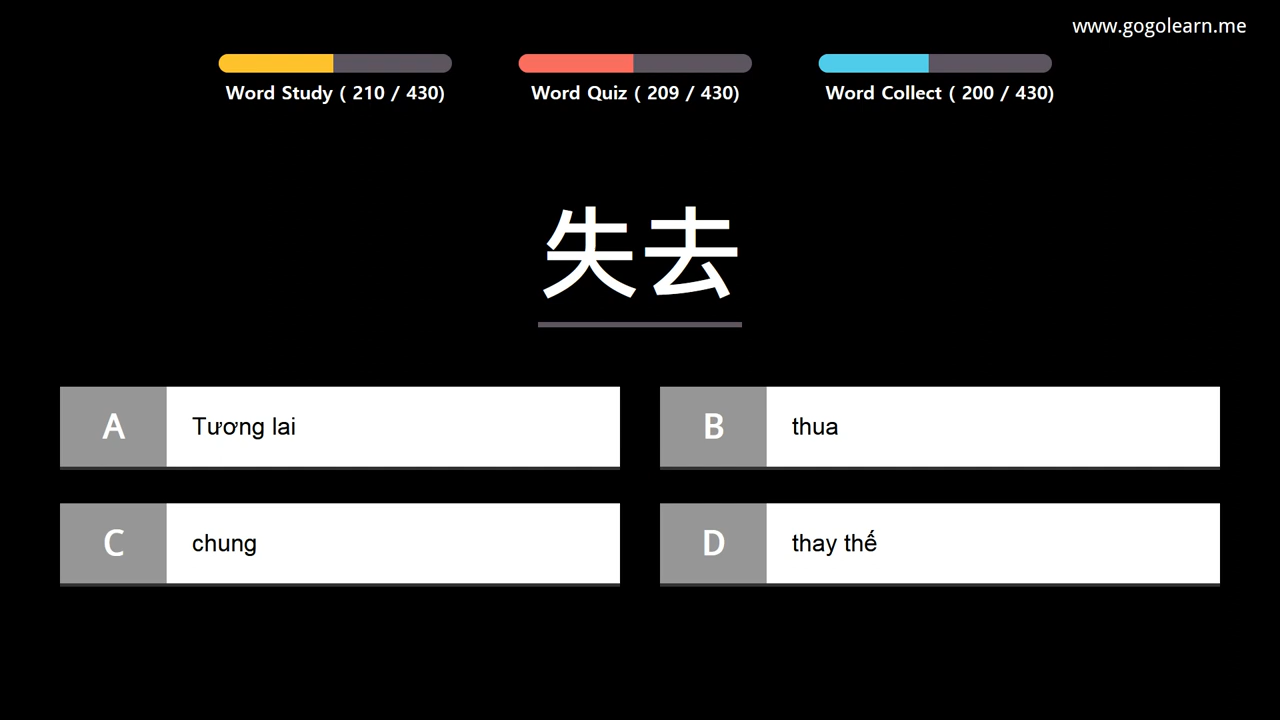 www.gogolearn.me
Word Study ( 210 / 430)
Word Quiz ( 209 / 430)
Word Collect ( 200 / 430)
失去
A Tương lai
B thua
C chung
D thay thế